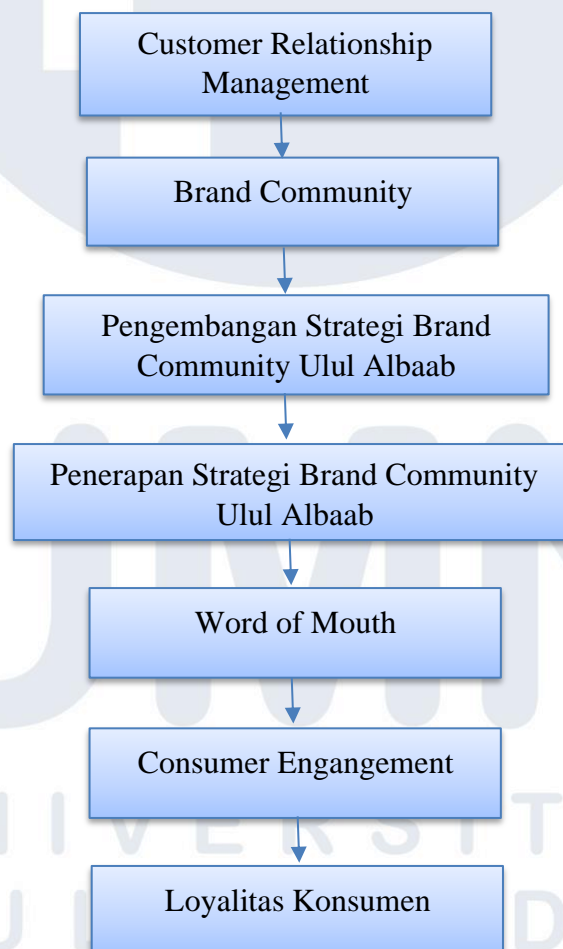 Customer Relationship
Management
Brand Community
Pengembangan Strategi Brand
Community Ulul Albaab
Penerapan Strategi Brand Community
Ulul Albaab
Word of Mouth
Consumer Engangement
Loyalitas Konsumen